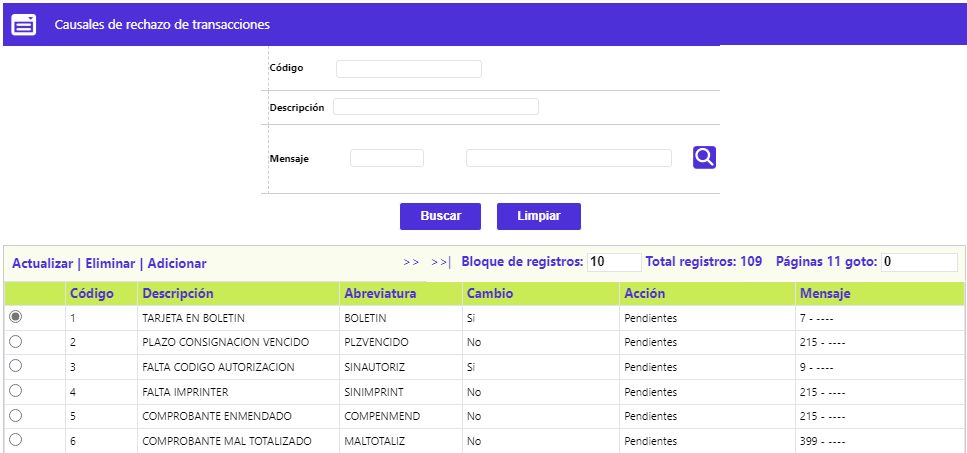 Causales de rechazo de transacciones
Código
Descripción
Mensaje
Buscar Limpiar
Actualizar | Eliminar | Adicionar >> >>| Bloque de registros: 10 Total registros: 109 Páginas 11 goto: 0
Código Descripción Abreviatura Cambio Acción Mensaje
1 TARJETA EN BOLETIN BOLETIN Si Pendientes 7 - ----
2 PLAZO CONSIGNACION VENCIDO PLZVENCIDO No Pendientes 215 - ----
3 FALTA CODIGO AUTORIZACION SINAUTORIZ Si Pendientes 9 - ----
4 FALTA IMPRINTER SINIMPRINT No Pendientes 215 - ----
5 COMPROBANTE ENMENDADO COMPENMEND No Pendientes 215 - ----
6 COMPROBANTE MAL TOTALIZADO MALTOTALIZ No Pendientes 399 - ----